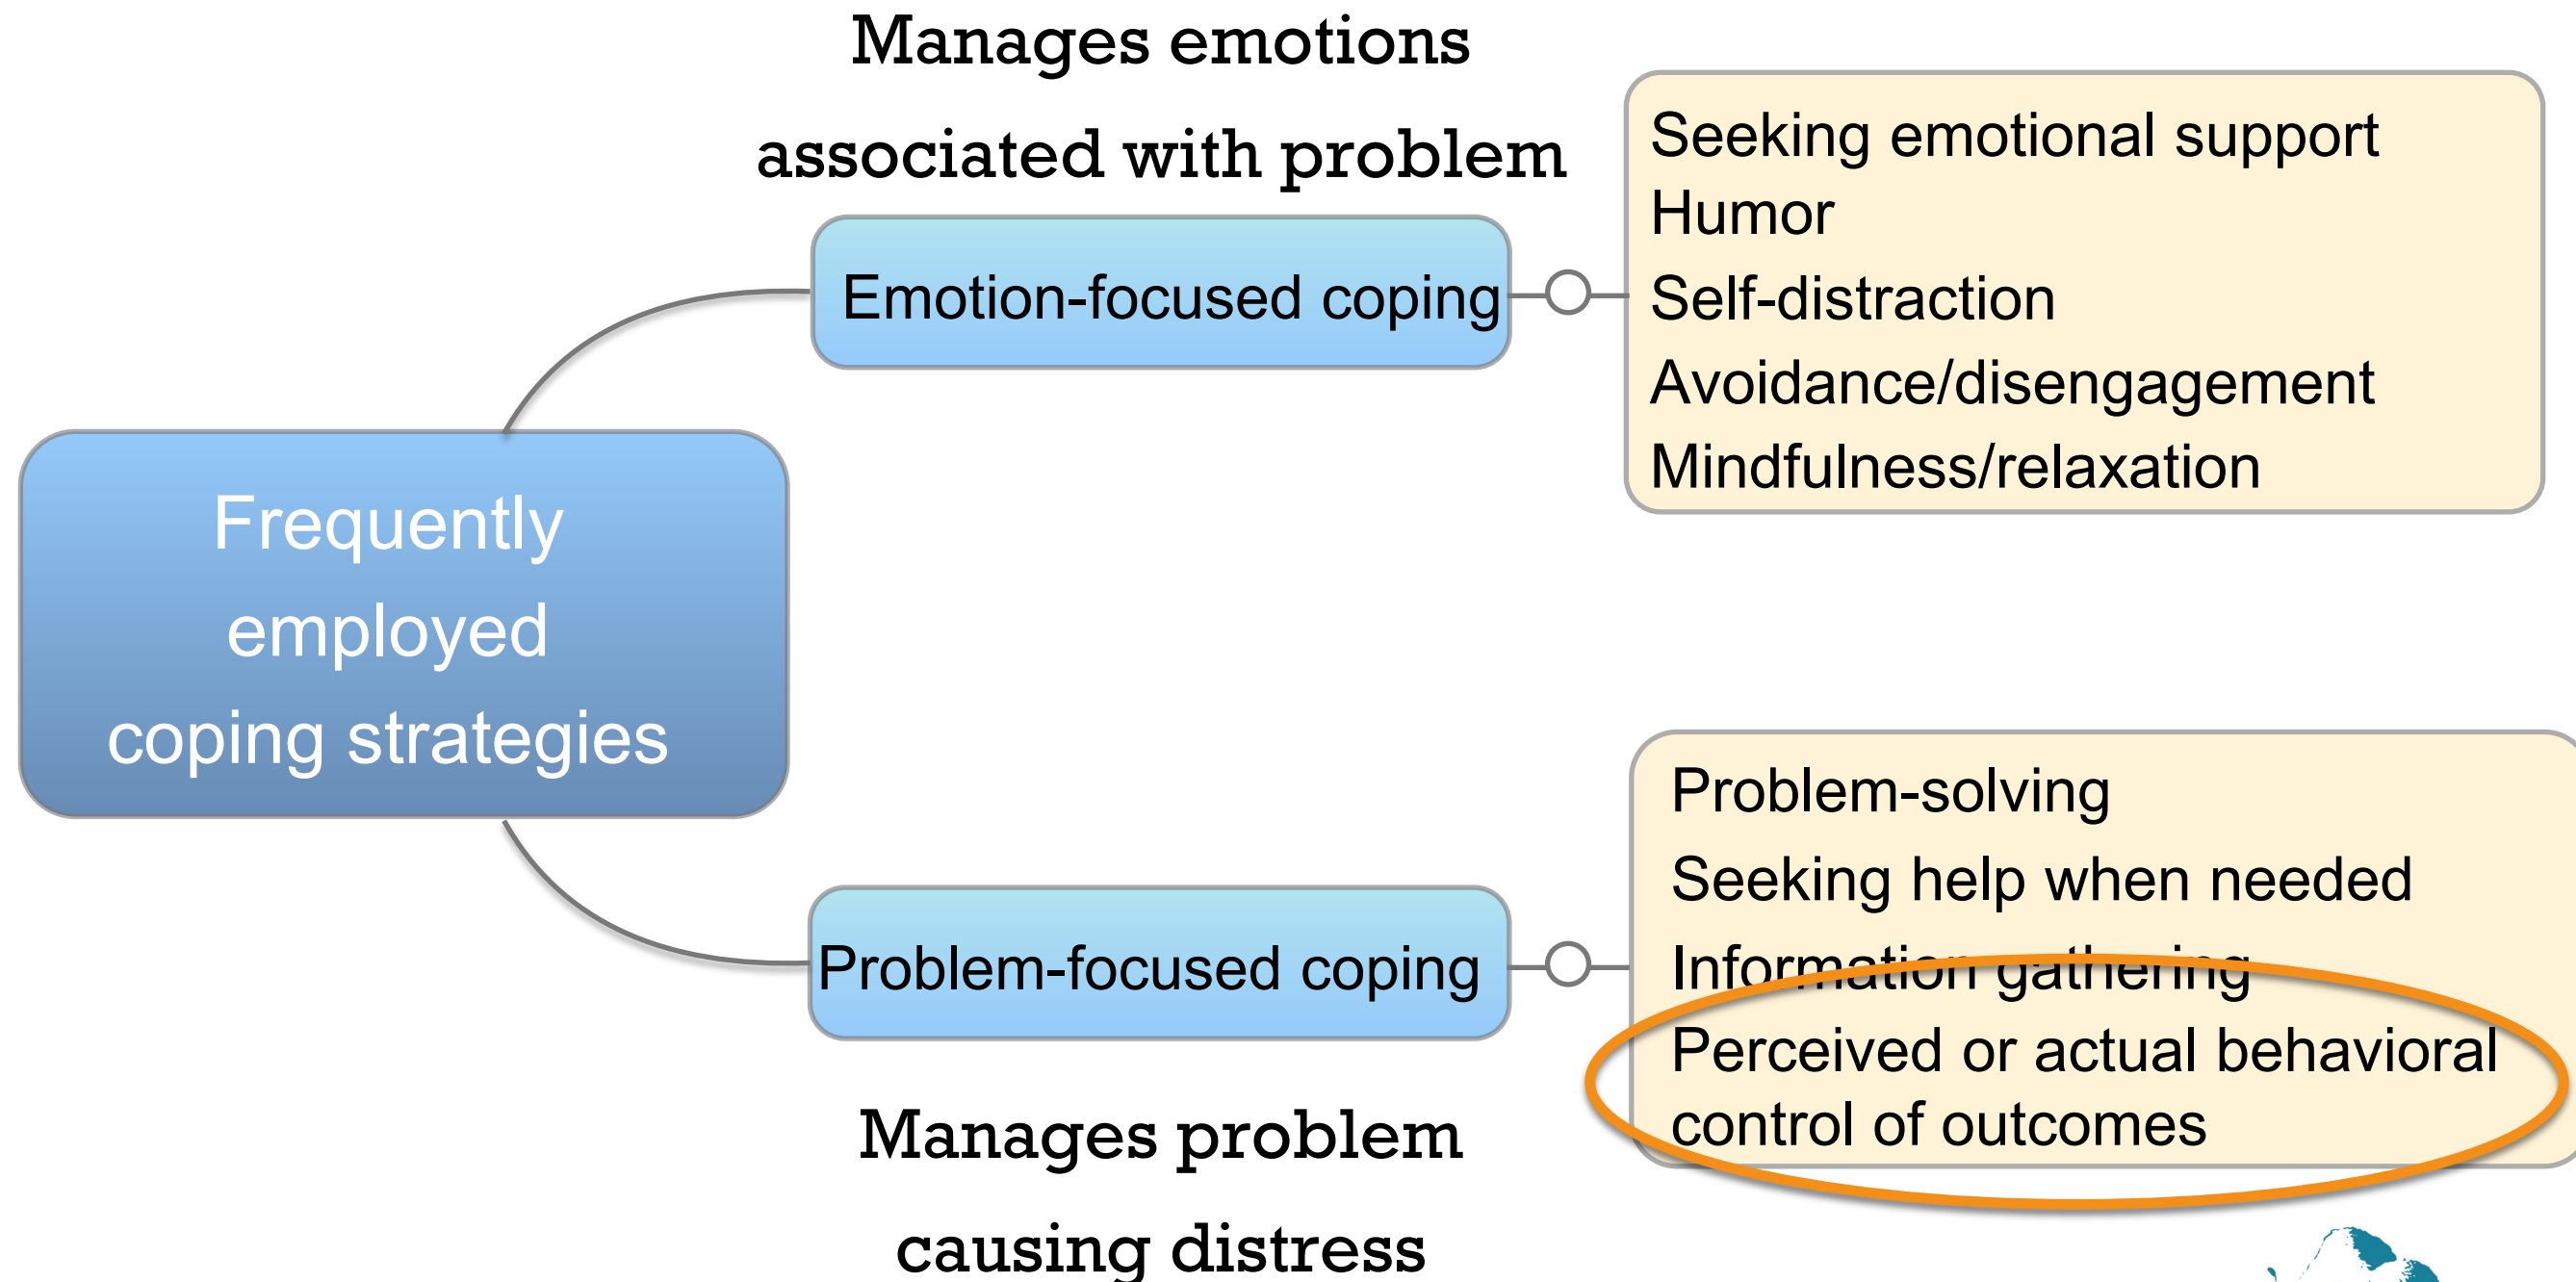 Manages emotions
associated with problem
Emotion-focused coping
Seeking emotional support
Humor
Self-distraction
Avoidance/disengagement
Mindfulness/relaxation
Frequently
employed
coping strategies
Problem-focused coping
Problem-solving
Seeking help when needed
Information gathering
Perceived or actual behavioral
control of outcomes
Manages problem
causing distress